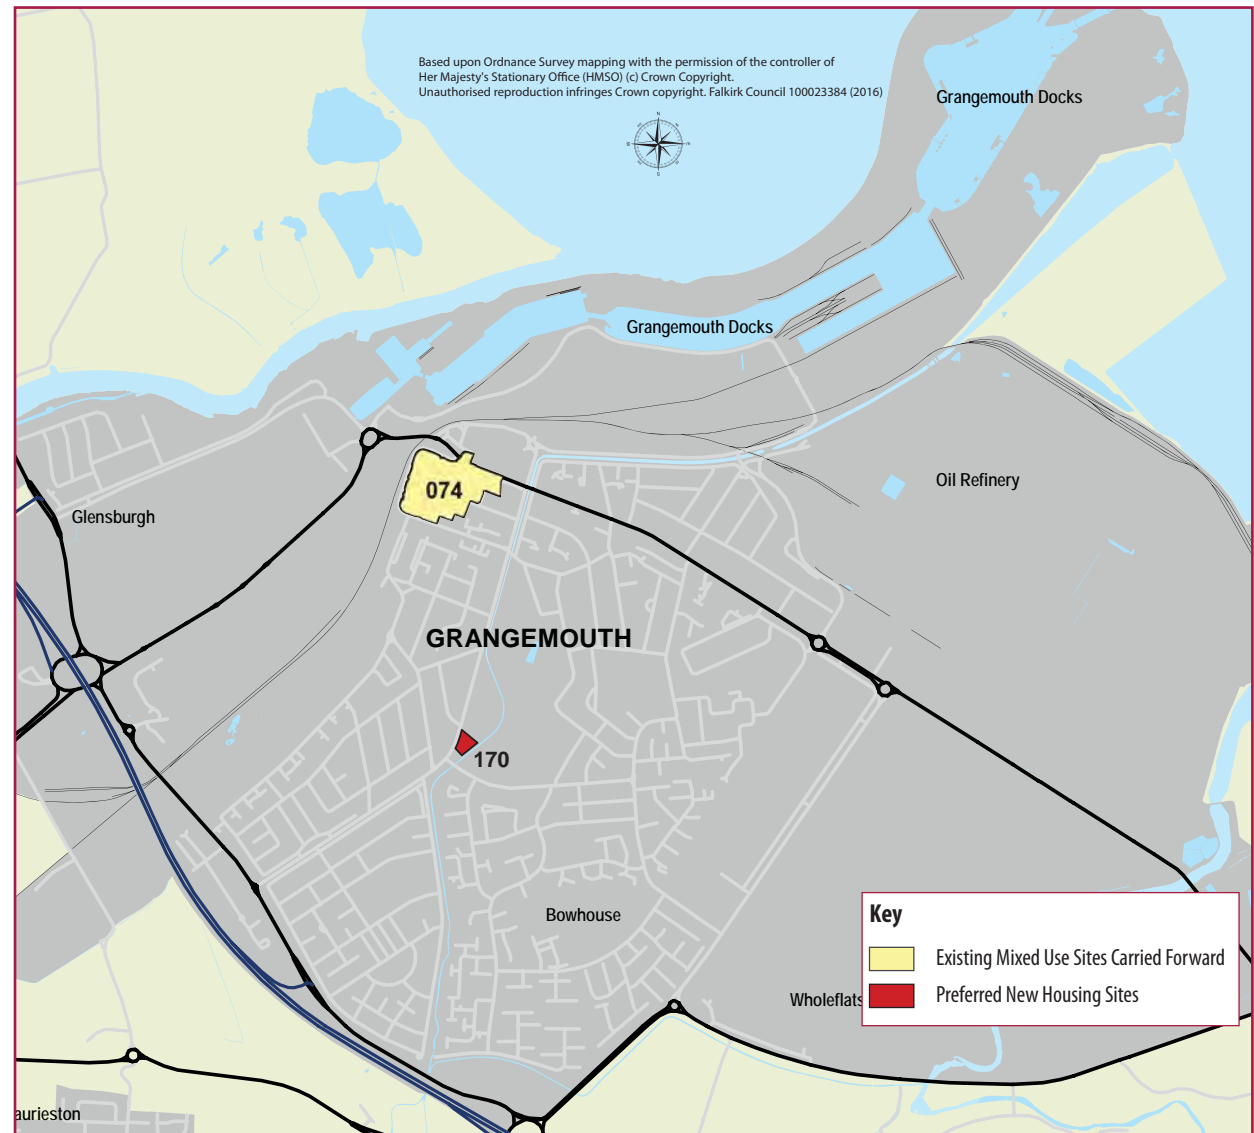 Based upon Ordnance Survey mapping with the permission of the controller of
Her Majesty's Stationary Office (HMSO) (c) Crown Copyright.
Unauthorised reproduction infringes Crown copyright. Falkirk Council 100023384 (2016)
Grangemouth Docks
N
Grangemouth Docks
Oil Refinery
074
Glensburgh
GRANGEMOUTH
170
Bowhouse
Key
Existing Mixed Use Sites Carried Forward
Wholeflats
Preferred New Housing Sites
aurieston